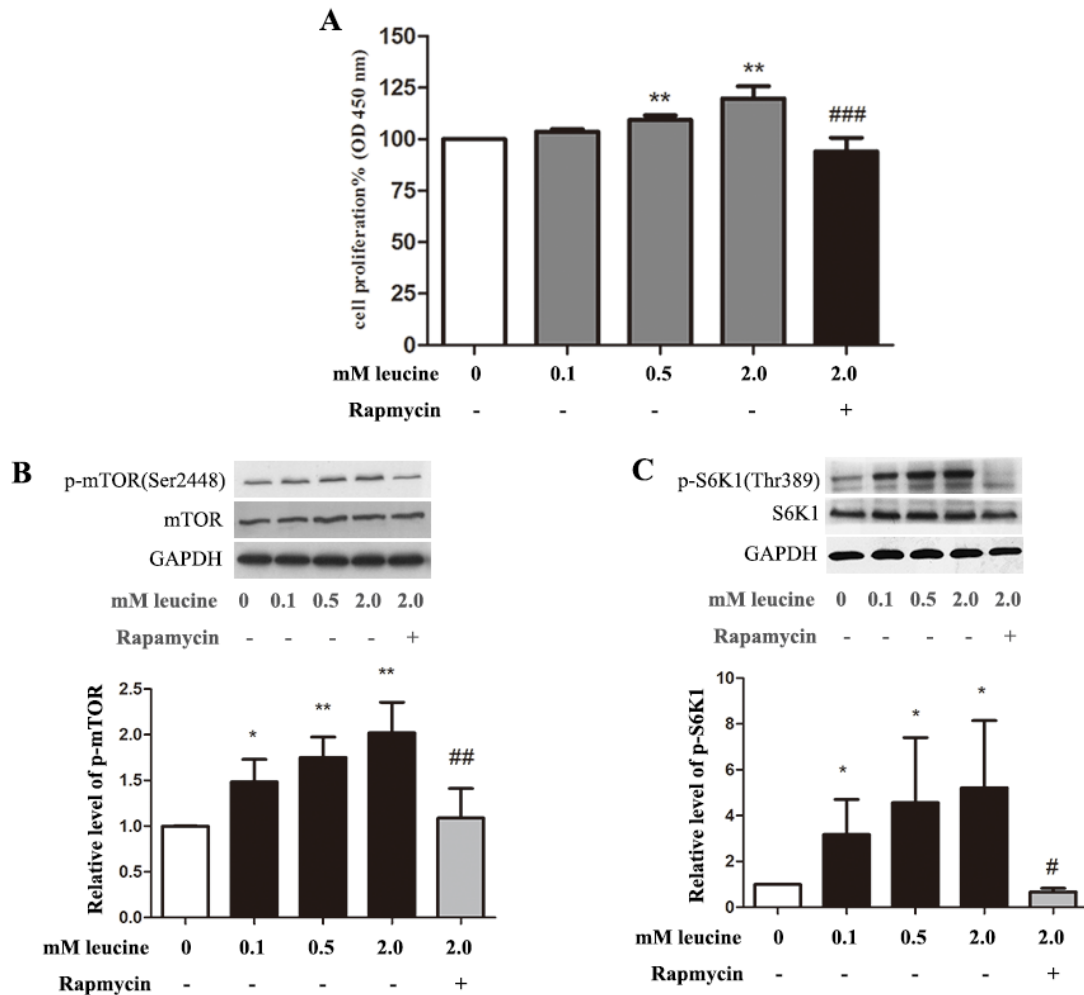 A
cell proliferation% (OD 450 nm)
150
125
100
75
50
25
0
** ** ###
mM leucine 0 0.1 0.5 2.0 2.0
Rapmycin - - - - +
B
p-mTOR(Ser2448)
mTOR
GAPDH
mM leucine 0 0.1 0.5 2.0 2.0
Rapamycin - - - - +
Relative level of p-mTOR
2.5
2.0
1.5
1.0
0.5
0.0
* ** ** ##
mM leucine 0 0.1 0.5 2.0 2.0
Rapmycin - - - - +
C
p-S6K1(Thr389)
S6K1
GAPDH
mM leucine 0 0.1 0.5 2.0 2.0
Rapamycin - - - - +
Relative level of p-S6K1
10
8
6
4
2
0
* * * #
mM leucine 0 0.1 0.5 2.0 2.0
Rapmycin - - - - +